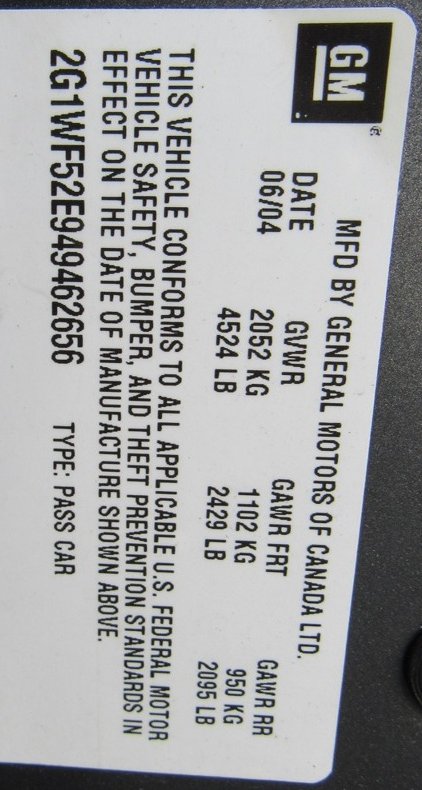 GM
MFD BY GENERAL MOTORS OF CANADA LTD.
DATE GVWR GAWR FRT GAWR RR
06/04 2052 KG 1102 KG 950 KG
4524 LB 2429 LB 2095 LB
THIS VEHICLE CONFORMS TO ALL APPLICABLE U.S. FEDERAL MOTOR
VEHICLE SAFETY, BUMPER, AND THEFT PREVENTION STANDARDS IN
EFFECT ON THE DATE OF MANUFACTURE SHOWN ABOVE.
2G1WF52E949462656 TYPE: PASS CAR